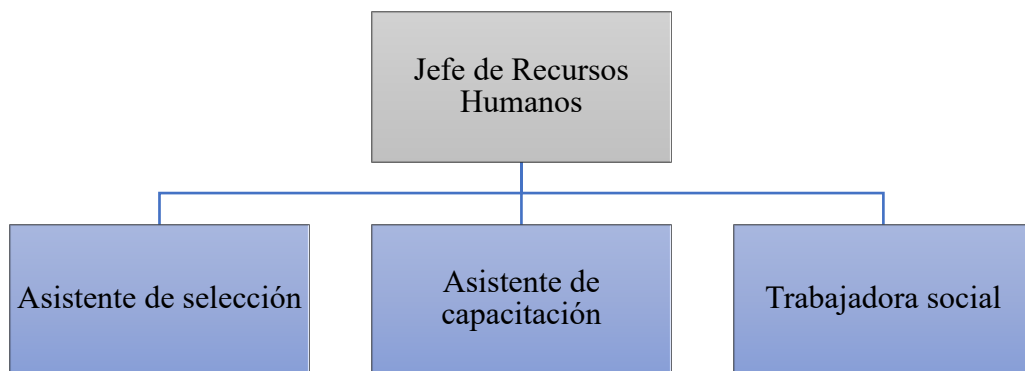 Jefe de Recursos
Humanos
Asistente de selección
Asistente de
capacitación
Trabajadora social